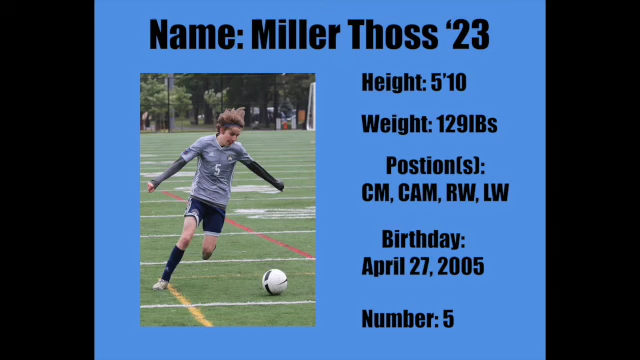 Name: Miller Thoss ‘23
Height: 5’10
Weight: 129lBs
Postion(s):
CM, CAM, RW, LW
Birthday:
April 27, 2005
Number: 5
5